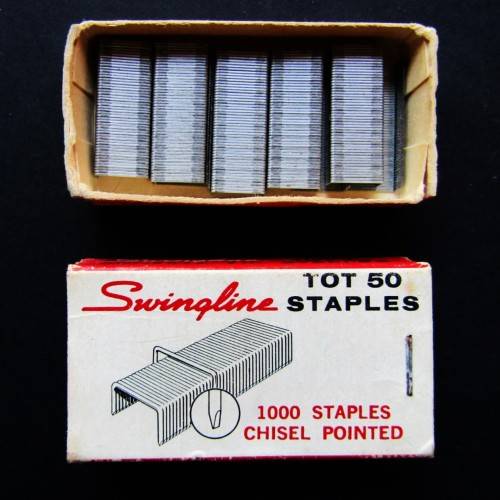 Swingline TOT 50
STAPLES
1000 STAPLES
CHISEL POINTED